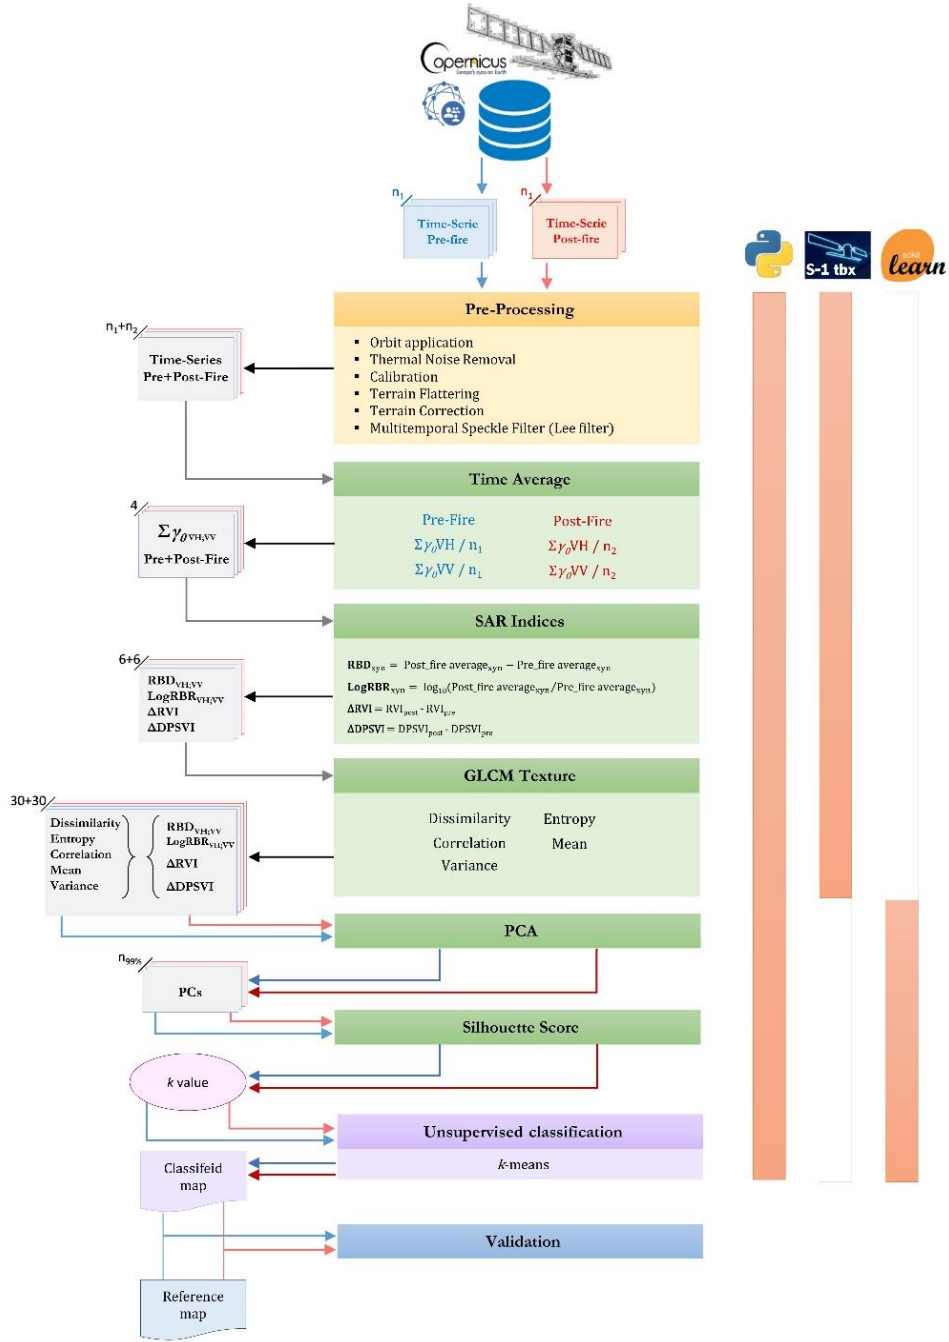 opernicus
Europe's eyes on Earth
n1
n1
Time-Serie
Pre-fire
Time-Serie
Post-fire
S-1 tbx
scikit
learn
Pre-Processing
n1+n2
Time-Series
Pre+Post-Fire
▪ Orbit application
▪ Thermal Noise Removal
▪ Calibration
▪ Terrain Flattering
▪ Terrain Correction
▪ Multitemporal Speckle Filter (Lee filter)
Time Average
4
Σγ0 VH;VV
Pre+Post-Fire
Pre-Fire Post-Fire
Σγ0VH / n1 Σγ0VH / n2
Σγ0VV / n1 Σγ0VV / n2
SAR Indices
6+6
RBDVH;VV
LogRBRVH;VV
ΔRVI
ΔDPSVI
RBDxyn = Post_fire averagexyn − Pre_fire averagexyn
LogRBRxyn = log10(Post_fire averagexyn/Pre_fire averagexyn)
ΔRVI = RVIpost - RVIpre
ΔDPSVI = DPSVIpost - DPSVIpre
GLCM Texture
30+30
Dissimilarity
Entropy
Correlation
Mean
Variance
RBDVH;VV
LogRBRVH;VV
ΔRVI
ΔDPSVI
Dissimilarity Entropy
Correlation Mean
Variance
PCA
n99%
PCs
Silhouette Score
k value
Unsupervised classification
k-means
Classifeid
map
Validation
Reference
map